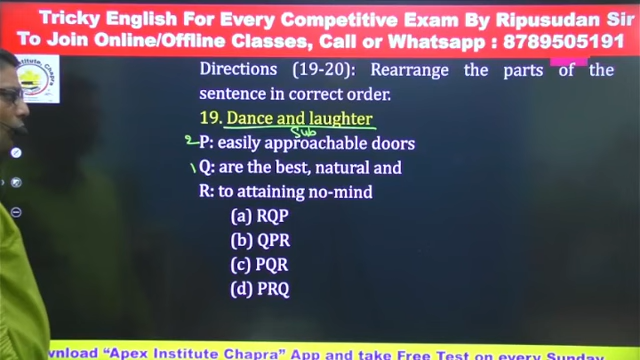 Tricky English For Every Competitive Exam By Ripusudan Sir
To Join Online/Offline Classes, Call or Whatsapp : 8789505191
Institute, Chapra
Directions (19-20): Rearrange the parts of the
sentence in correct order.
19. Dance and laughter
Sub
2 P: easily approachable doors
1 Q: are the best, natural and
R: to attaining no-mind
(a) RQP
(b) QPR
(c) PQR
(d) PRQ
wnload "Apex Institute Chapra" App and take Free Test on every Sunday